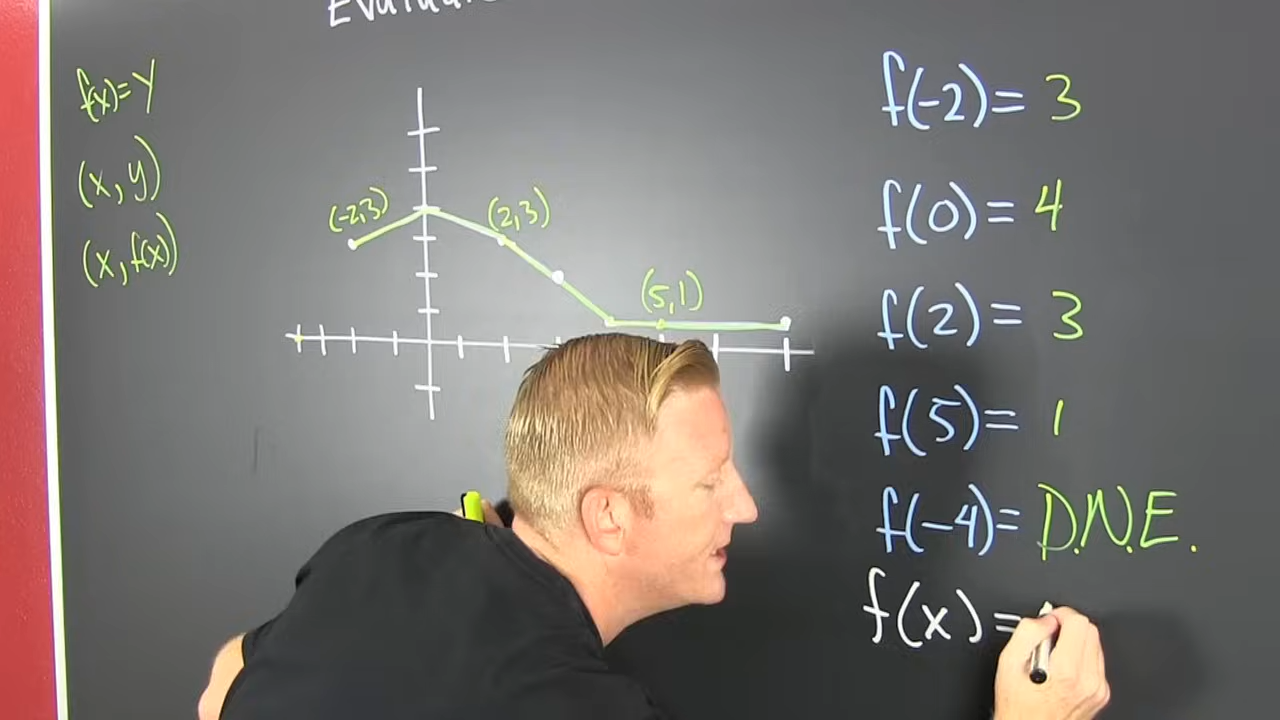 f(x)=y
(x,y)
(x,f(x))
(-2,3)
(2,3)
(5,1)
f(-2)= 3
f(0)= 4
f(2)= 3
f(5)= 1
f(-4)= D.N.E.
f(x)=